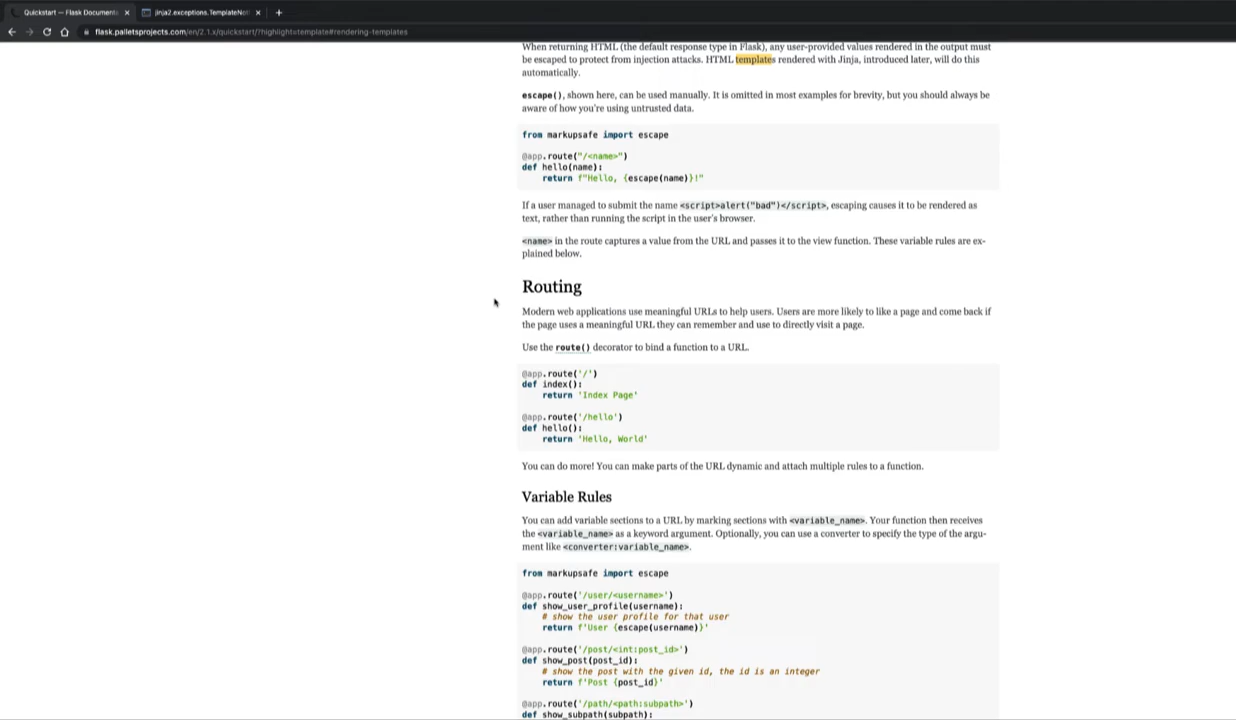 Quickstart — Flask Documenta
jinja2.exceptions.TemplateNot
flask.palletsprojects.com/en/2.1.x/quickstart/?highlight=template#rendering-templates
When returning HTML (the default response type in Flask), any user-provided values rendered in the output must
be escaped to protect from injection attacks. HTML templates rendered with Jinja, introduced later, will do this
automatically.
escape(), shown here, can be used manually. It is omitted in most examples for brevity, but you should always be
aware of how you're using untrusted data.
from markupsafe import escape
@app.route("/<name>")
def hello(name):
    return f"Hello, {escape(name)}!"
If a user managed to submit the name <script>alert("bad")</script>, escaping causes it to be rendered as
text, rather than running the script in the user's browser.
<name> in the route captures a value from the URL and passes it to the view function. These variable rules are ex-
plained below.
Routing
Modern web applications use meaningful URLs to help users. Users are more likely to like a page and come back if
the page uses a meaningful URL they can remember and use to directly visit a page.
Use the route() decorator to bind a function to a URL.
@app.route('/')
def index():
    return 'Index Page'
@app.route('/hello')
def hello():
    return 'Hello, World'
You can do more! You can make parts of the URL dynamic and attach multiple rules to a function.
Variable Rules
You can add variable sections to a URL by marking sections with <variable_name>. Your function then receives
the <variable_name> as a keyword argument. Optionally, you can use a converter to specify the type of the argu-
ment like <converter:variable_name>.
from markupsafe import escape
@app.route('/user/<username>')
def show_user_profile(username):
    # show the user profile for that user
    return f'User {escape(username)}'
@app.route('/post/<int:post_id>')
def show_post(post_id):
    # show the post with the given id, the id is an integer
    return f'Post {post_id}'
@app.route('/path/<path:subpath>')
def show_subpath(subpath):